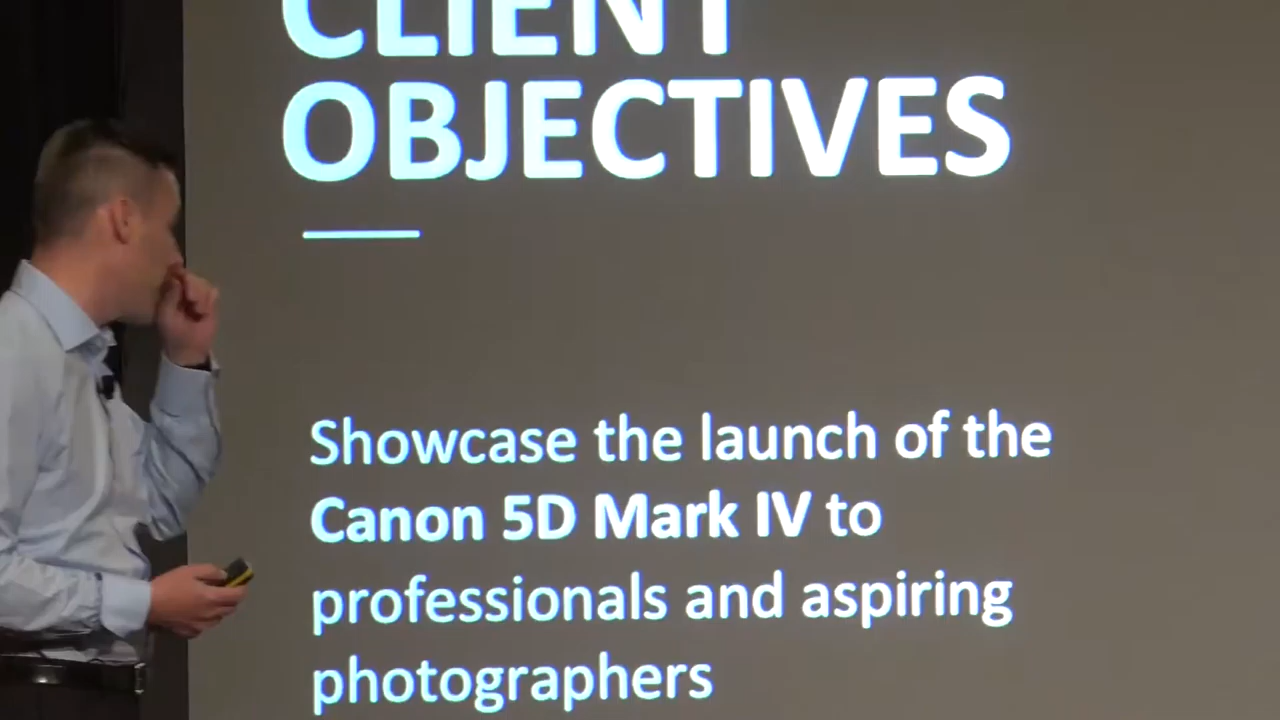 CLIENT
OBJECTIVES
Showcase the launch of the
Canon 5D Mark IV to
professionals and aspiring
photographers